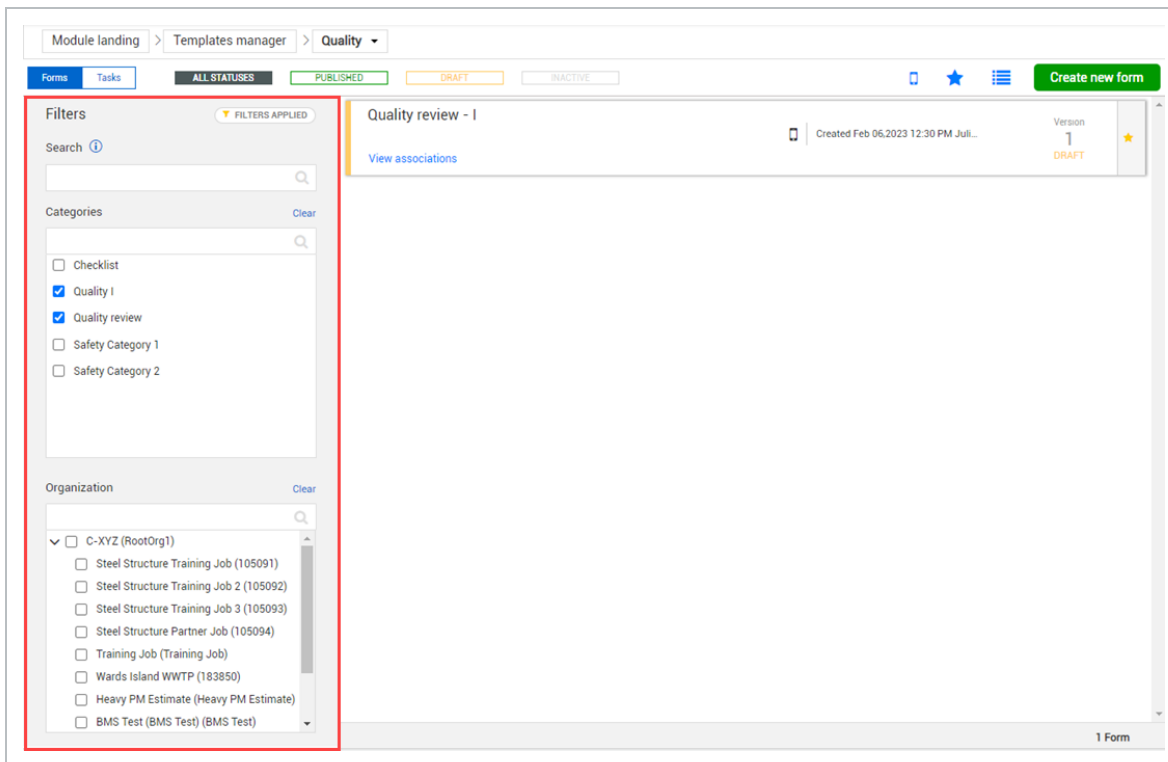 Module landing > Templates manager > Quality
Forms Tasks ALL STATUSES PUBLISHED DRAFT INACTIVE Create new form
Filters FILTERS APPLIED
Search
Categories Clear
Checklist
Quality I
Quality review
Safety Category 1
Safety Category 2
Organization Clear
C-XYZ (RootOrg1)
Steel Structure Training Job (105091)
Steel Structure Training Job 2 (105092)
Steel Structure Training Job 3 (105093)
Steel Structure Partner Job (105094)
Training Job (Training Job)
Wards Island WWTP (183850)
Heavy PM Estimate (Heavy PM Estimate)
BMS Test (BMS Test) (BMS Test)
Quality review - I
Created Feb 06,2023 12:30 PM Juli...
Version
1
DRAFT
View associations
1 Form